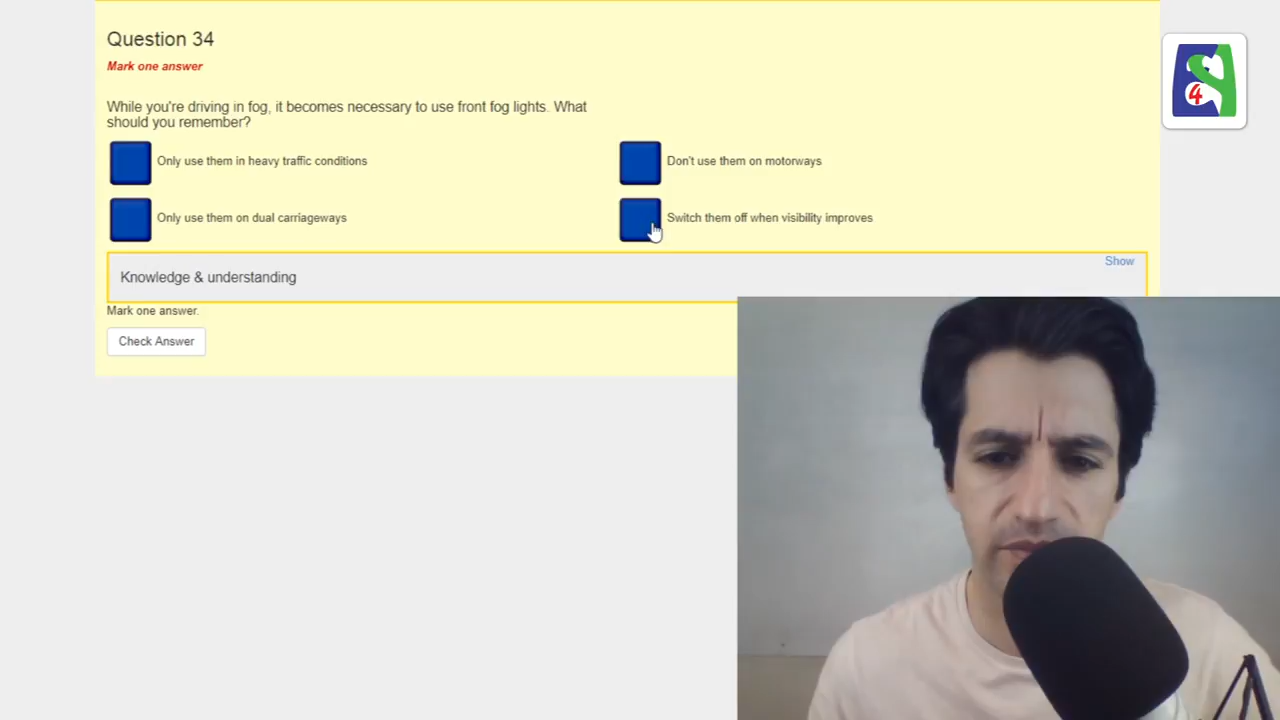 Question 34
Mark one answer
While you're driving in fog, it becomes necessary to use front fog lights. What
should you remember?
Only use them in heavy traffic conditions
Don't use them on motorways
Only use them on dual carriageways
Switch them off when visibility improves
Show
Knowledge & understanding
Mark one answer.
Check Answer
4